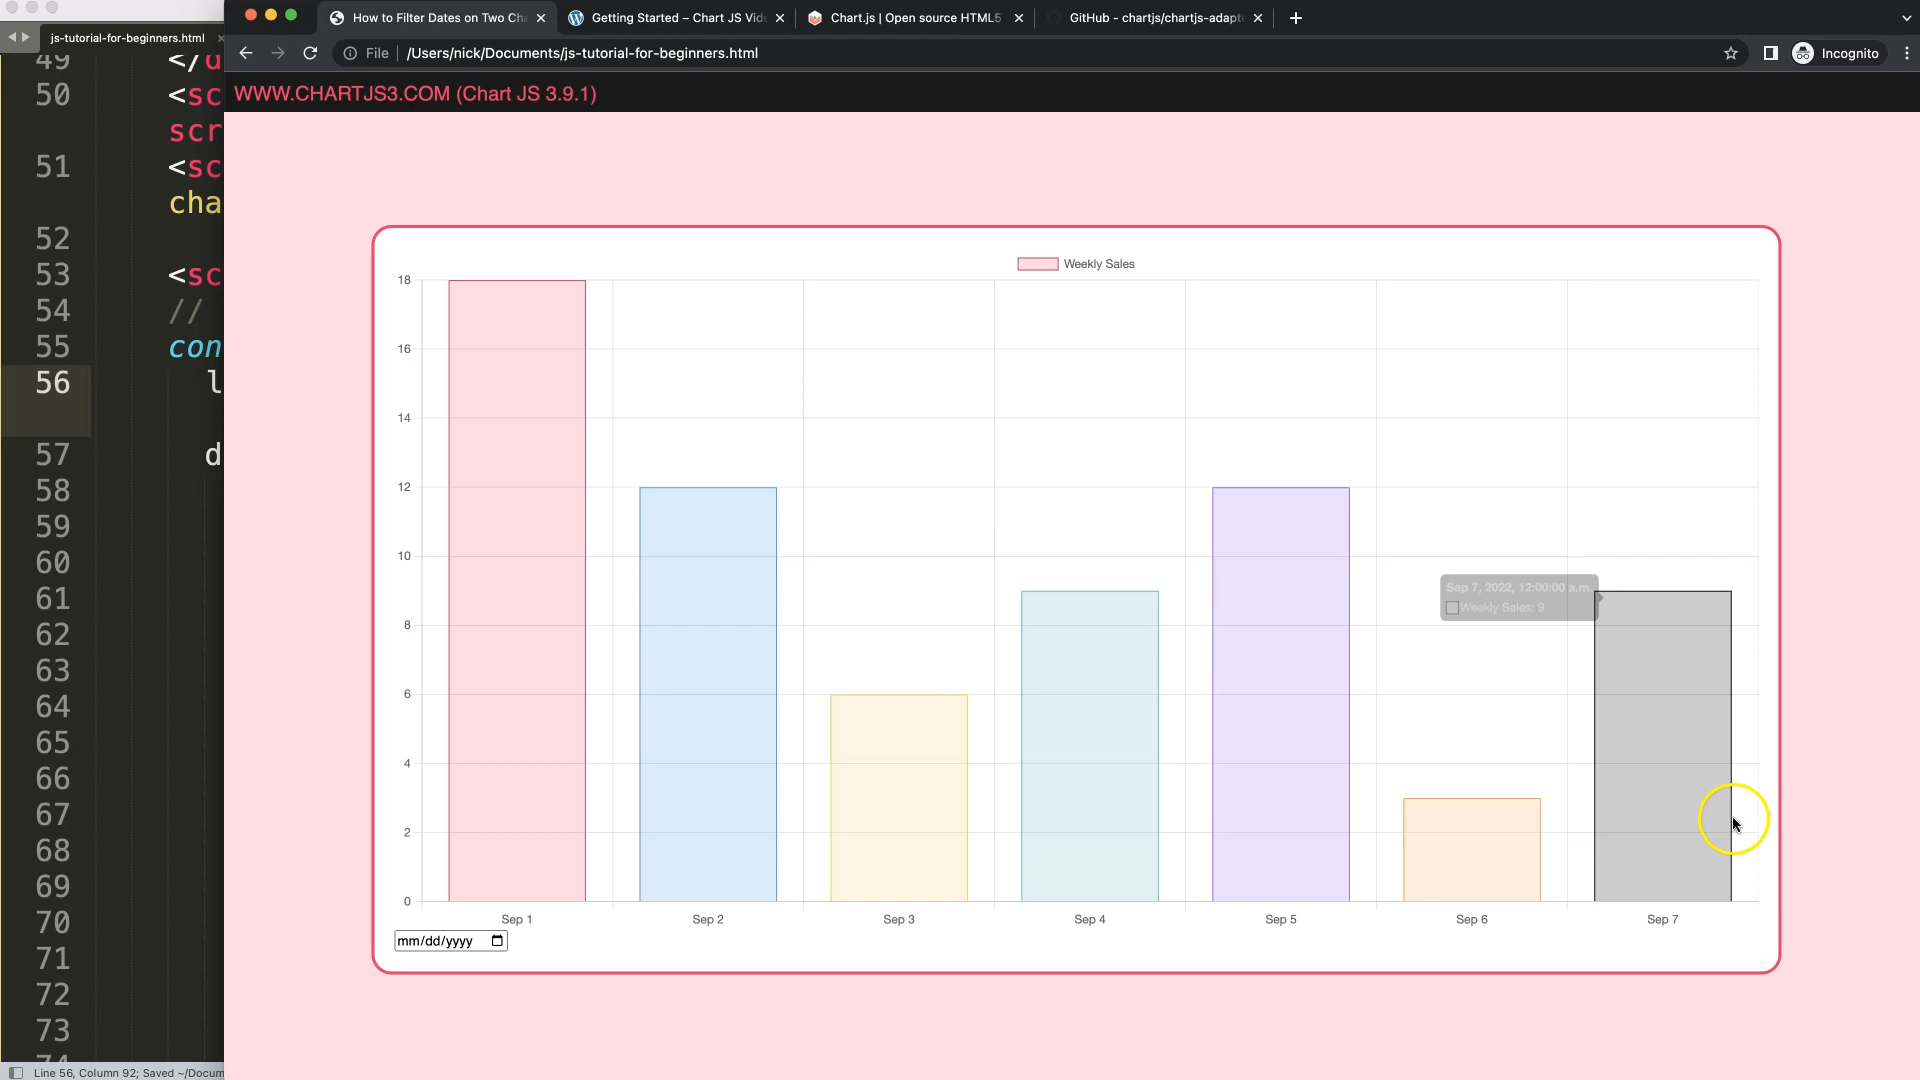 js-tutorial-for-beginners.html
How to Filter Dates on Two Cha
Getting Started – Chart JS Vid
Chart.js | Open source HTML5
GitHub - chartjs/chartjs-adapt
File
/Users/nick/Documents/js-tutorial-for-beginners.html
Incognito
WWW.CHARTJS3.COM (Chart JS 3.9.1)
49 </d
50 <sc
scr
51 <sc
cha
52
53 <sc
54 //
55 con
56 l
57 d
58
59
60
61
62
63
64
65
66
67
68
69
70
71
72
73
74
Weekly Sales
18
16
14
12
10
8
6
4
2
0
Sep 7, 2022, 12:00:00 a.m.
Weekly Sales: 9
Sep 1 Sep 2 Sep 3 Sep 4 Sep 5 Sep 6 Sep 7
mm/dd/yyyy
Line 56, Column 92; Saved ~/Docum